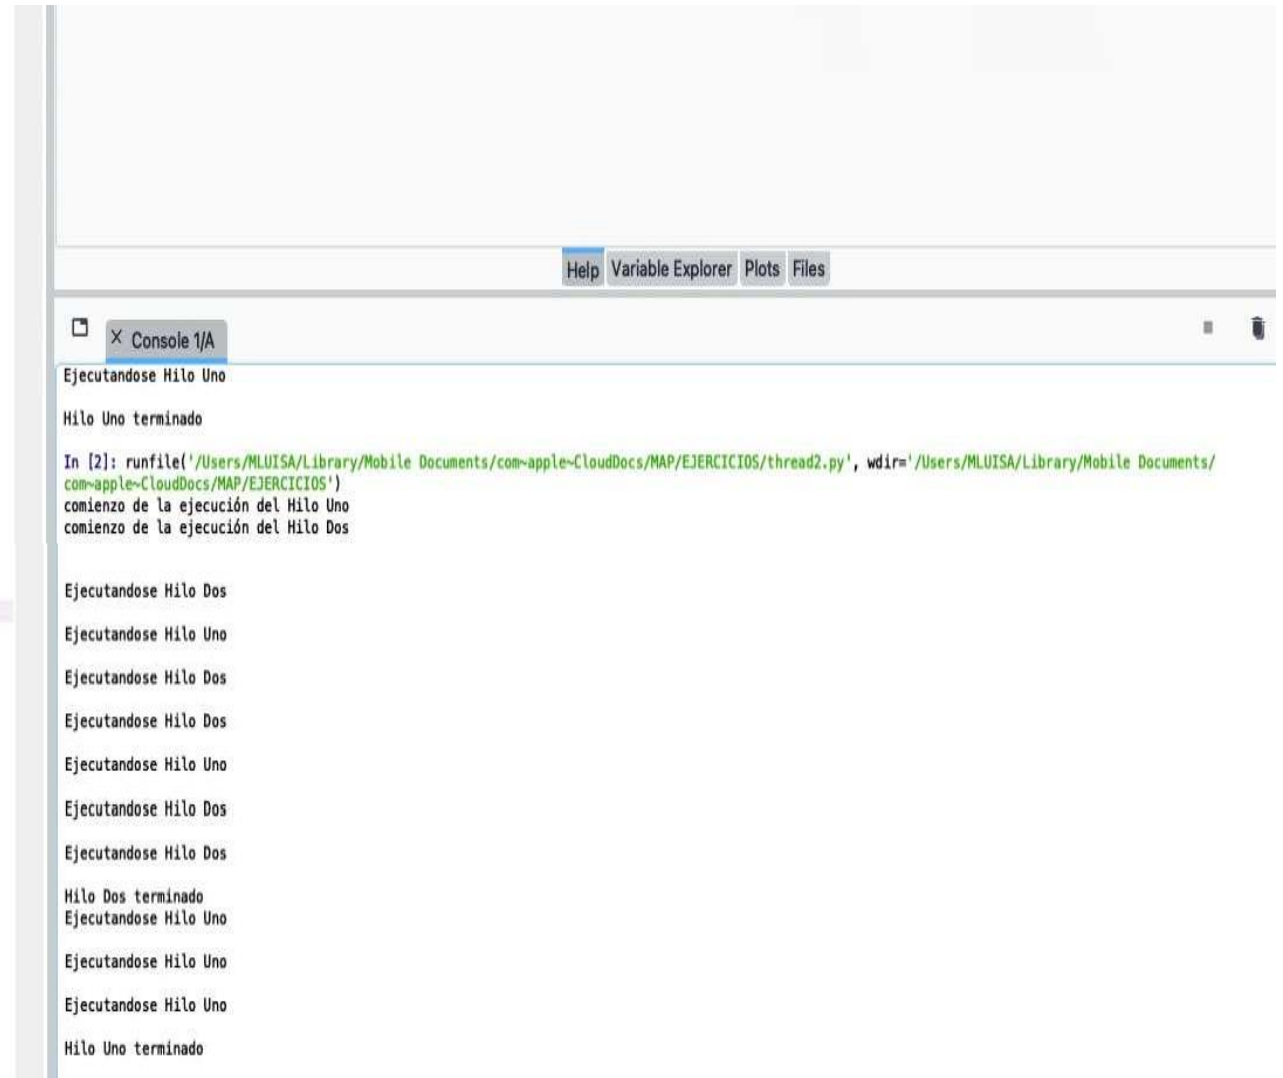 Help Variable Explorer Plots Files
Console 1/A
Ejecutandose Hilo Uno
Hilo Uno terminado
In [2]: runfile('/Users/MLUISA/Library/Mobile Documents/com~apple~CloudDocs/MAP/EJERCICIOS/thread2.py', wdir='/Users/MLUISA/Library/Mobile Documents/
com~apple~CloudDocs/MAP/EJERCICIOS')
comienzo de la ejecución del Hilo Uno
comienzo de la ejecución del Hilo Dos
Ejecutandose Hilo Dos
Ejecutandose Hilo Uno
Ejecutandose Hilo Dos
Ejecutandose Hilo Dos
Ejecutandose Hilo Uno
Ejecutandose Hilo Dos
Ejecutandose Hilo Dos
Hilo Dos terminado
Ejecutandose Hilo Uno
Ejecutandose Hilo Uno
Ejecutandose Hilo Uno
Hilo Uno terminado